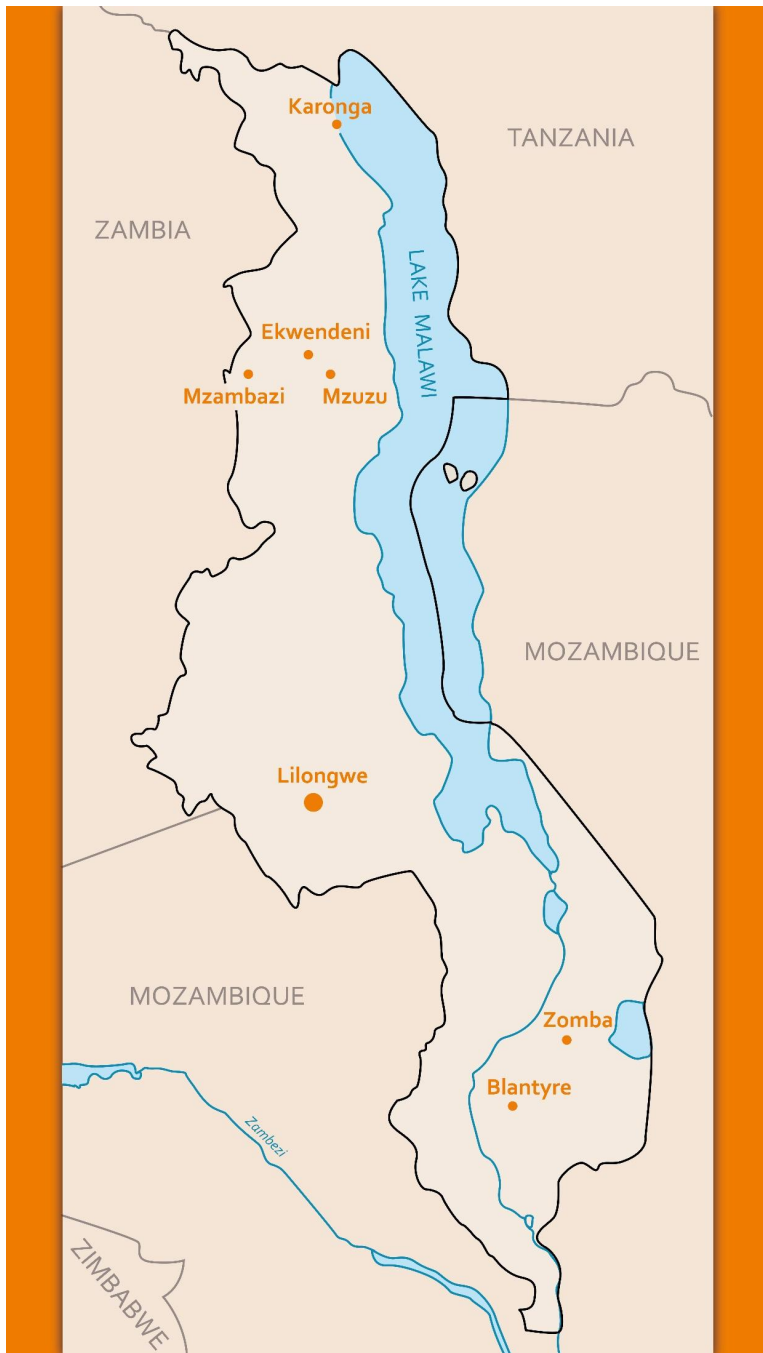 Karonga
TANZANIA
ZAMBIA
LAKE MALAWI
Ekwendeni
Mzambazi
Mzuzu
MOZAMBIQUE
Lilongwe
MOZAMBIQUE
Zomba
Blantyre
Zambezi
ZIMBABWE